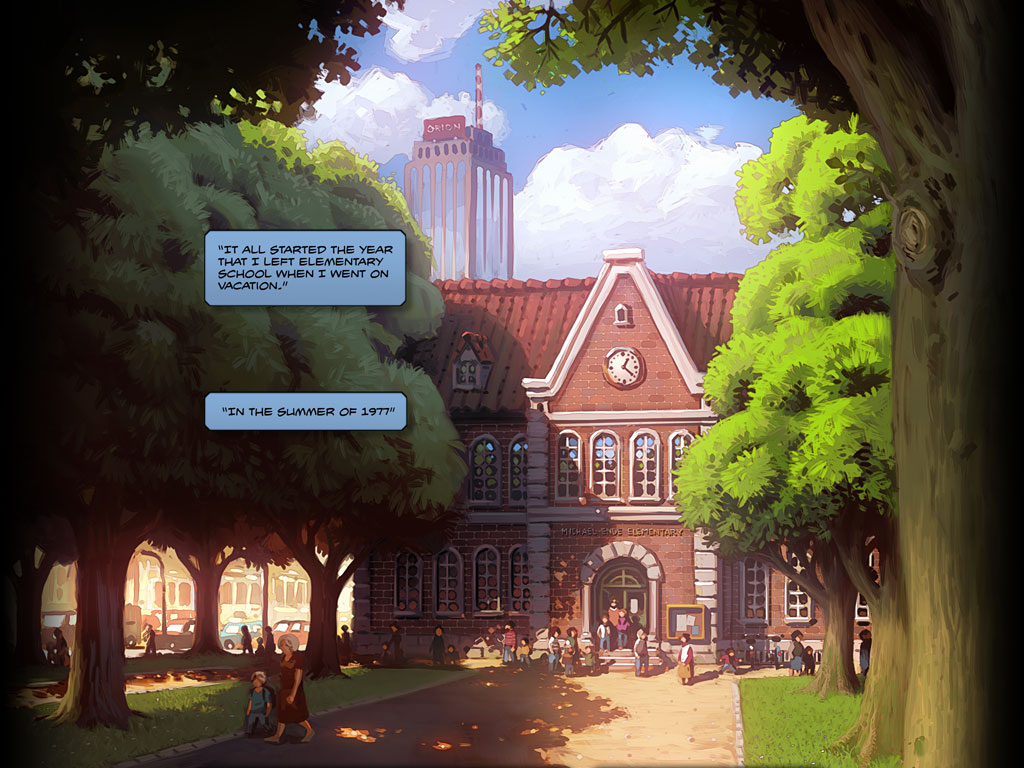 ORION
"IT ALL STARTED THE YEAR
THAT I LEFT ELEMENTARY
SCHOOL WHEN I WENT ON
VACATION."
"IN THE SUMMER OF 1977"
MICHAEL ENDE ELEMENTARY